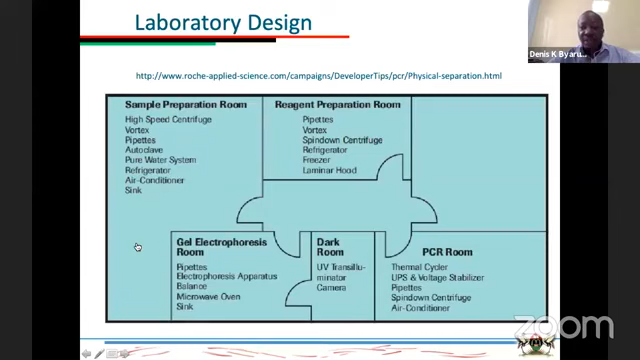 Laboratory Design
Denis K Byaru...
http://www.roche-applied-science.com/campaigns/DeveloperTips/pcr/Physical-separation.html
Sample Preparation Room
High Speed Centrifuge
Vortex
Pipettes
Autoclave
Pure Water System
Refrigerator
Air-Conditioner
Sink
Reagent Preparation Room
Pipettes
Vortex
Spindown Centrifuge
Refrigerator
Freezer
Laminar Hood
Gel Electrophoresis
Room
Pipettes
Electrophoresis Apparatus
Balance
Microwave Oven
Sink
Dark
Room
UV Transillu-
minator
Camera
PCR Room
Thermal Cycler
UPS & Voltage Stabilizer
Pipettes
Spindown Centrifuge
Air-Conditioner
zoom